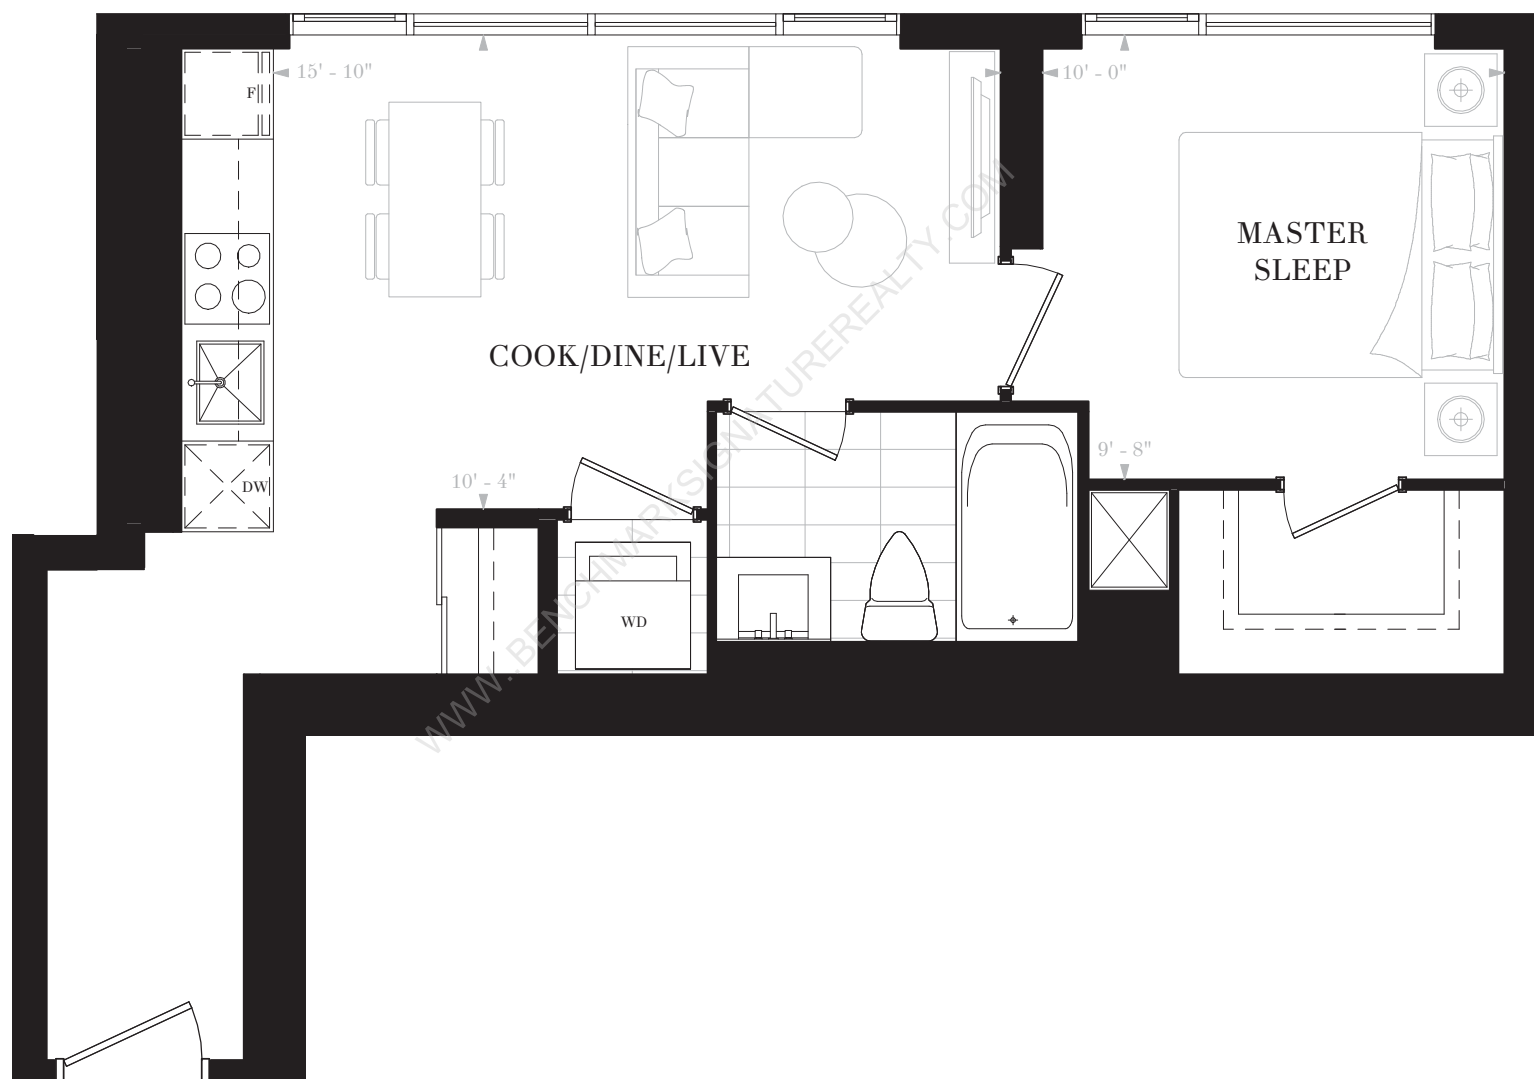 15' - 10"
10' - 0"
F
MASTER
SLEEP
COOK/DINE/LIVE
9' - 8"
10' - 4"
DW
WD
WWW..BENCHMARKSIGNATUREREALTY.COM